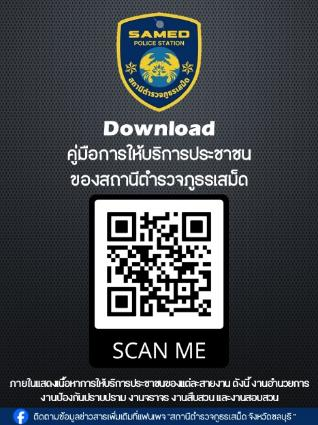 SAMED
POLICE STATION
สถานีตำรวจภูธรเสม็ด
Download
คู่มือการให้บริการประชาชน
ของสถานีตำรวจภูธรเสม็ด
SCAN ME
ภายในแสดงเนื้อหาการให้บริการประชาชนของแต่ละสายงาน ดังนี้ งานอำนวยการ
งานป้องกันปราบปราม งานจราจร งานสืบสวน และงานสอบสวน
ติดตามข้อมูลข่าวสารเพิ่มเติมที่แฟนเพจ "สถานีตำรวจภูธรเสม็ด จังหวัดชลบุรี "